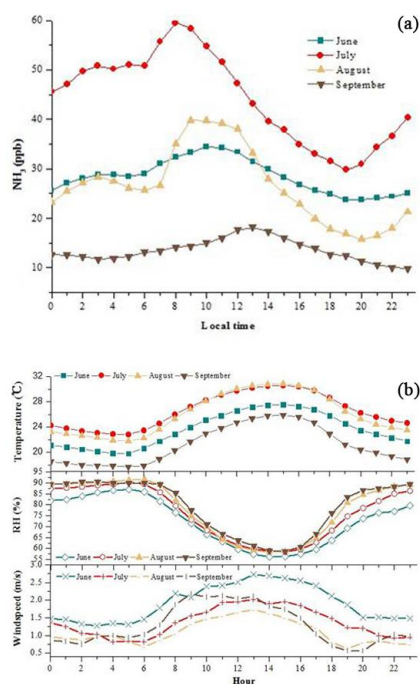 (a)
June
July
August
September
60
50
40
30
20
10
NH3 (ppb)
0 2 4 6 8 10 12 14 16 18 20 22
Local time
(b)
June July August September
32
28
24
20
Temperature (℃)
95
90
85
80
75
70
65
60
55
RH (%)
June July August September
3.0
2.5
2.0
1.5
1.0
0.5
Windspeed (m/s)
June July August September
0 2 4 6 8 10 12 14 16 18 20 22
Hour